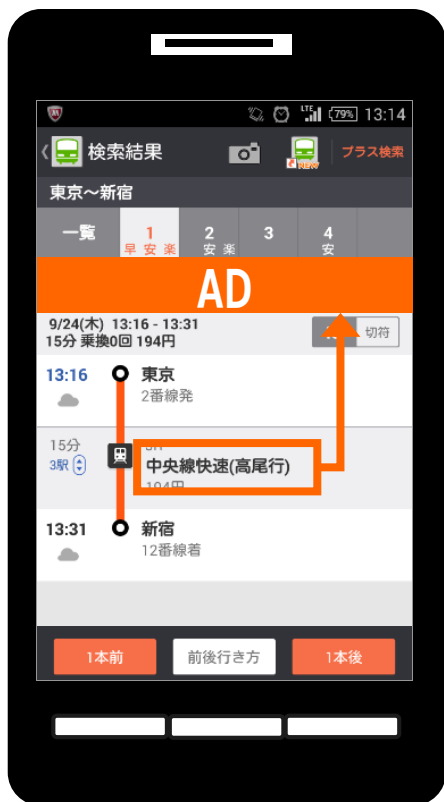 LTE 79% 13:14
検索結果 NEW プラス検索
東京～新宿
一覧 1 2 3 4
早 安 楽 安 楽 安
AD
9/24(木) 13:16 - 13:31
15分 乗換0回 194円
切符
13:16 東京
2番線発
15分
3駅
中央線快速(高尾行)
194円
13:31 新宿
12番線着
1本前 前後行き方 1本後